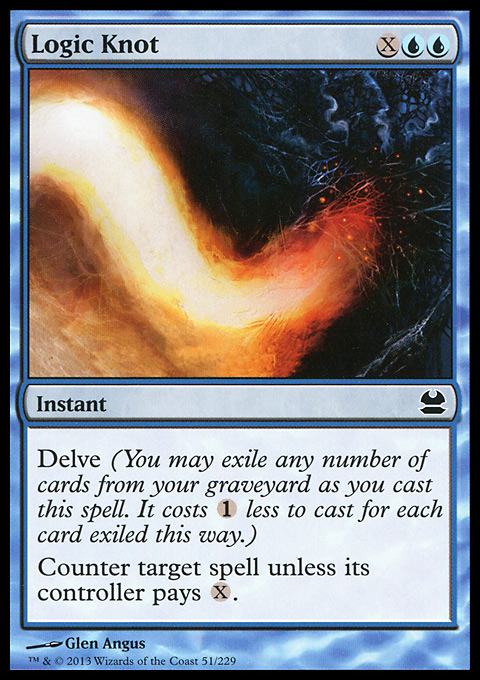 Logic Knot X
Instant
Delve (You may exile any number of
cards from your graveyard as you cast
this spell. It costs 1 less to cast for each
card exiled this way.)
Counter target spell unless its
controller pays X.
Glen Angus
™ & © 2013 Wizards of the Coast 51/229